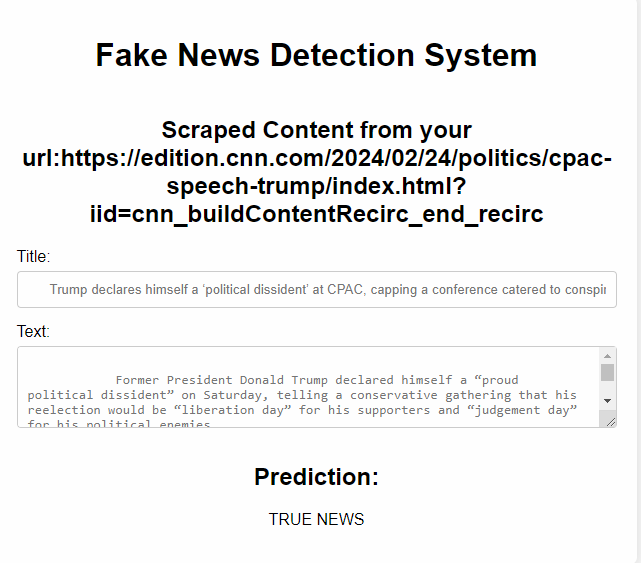 Fake News Detection System
Scraped Content from your
url:https://edition.cnn.com/2024/02/24/politics/cpac-
speech-trump/index.html?
iid=cnn_buildContentRecirc_end_recirc
Title:
Trump declares himself a ‘political dissident’ at CPAC, capping a conference catered to conspir
Text:
Former President Donald Trump declared himself a “proud
political dissident” on Saturday, telling a conservative gathering that his
reelection would be “liberation day” for his supporters and “judgement day”
for his political enemies
Prediction:
TRUE NEWS